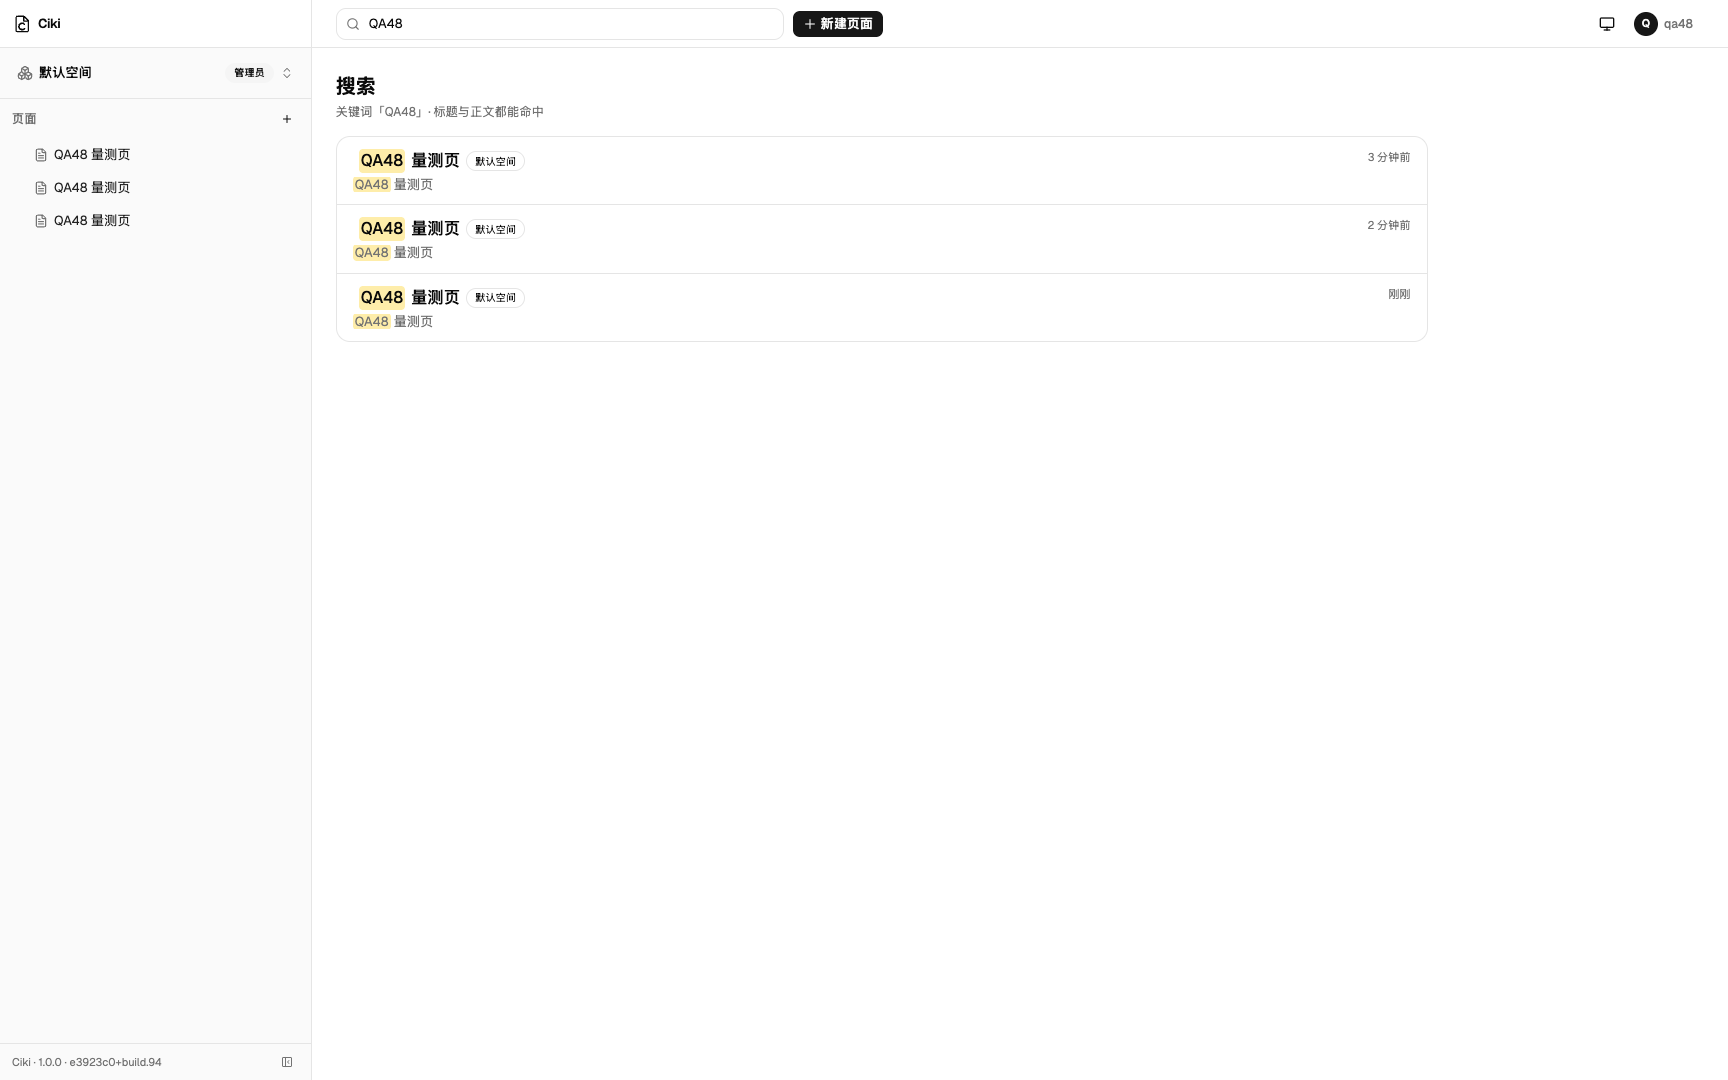 Ciki
QA48
新建页面
Q
qa48
默认空间
管理员
页面
QA48 量测页
QA48 量测页
QA48 量测页
搜索
关键词「QA48」· 标题与正文都能命中
QA48 量测页 默认空间 3 分钟前
QA48 量测页
QA48 量测页 默认空间 2 分钟前
QA48 量测页
QA48 量测页 默认空间 刚刚
QA48 量测页
Ciki · 1.0.0 · e3923c0+build.94